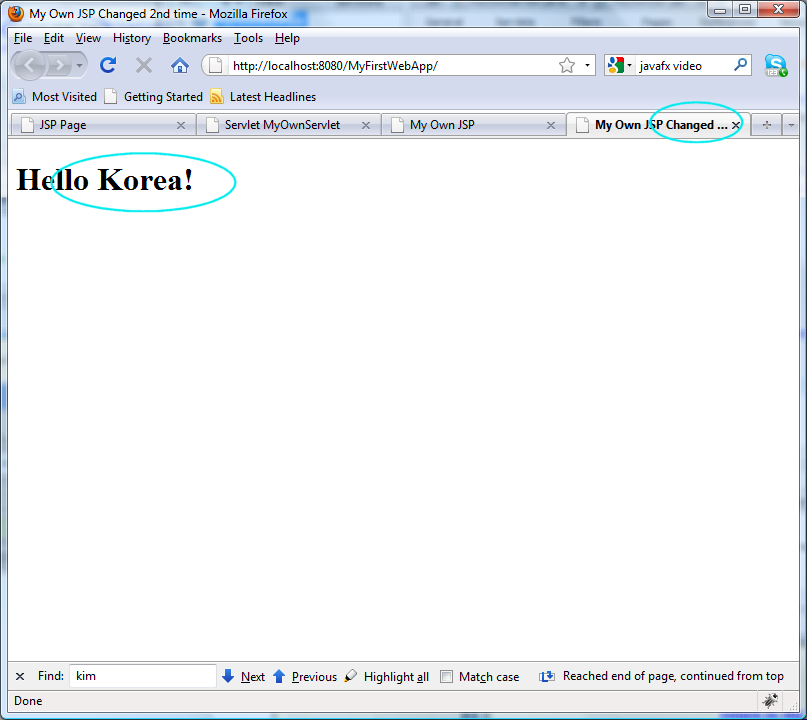 My Own JSP Changed 2nd time - Mozilla Firefox
File Edit View History Bookmarks Tools Help
http://localhost:8080/MyFirstWebApp/ javafx video
Most Visited Getting Started Latest Headlines
JSP Page Servlet MyOwnServlet My Own JSP My Own JSP Changed ...
Hello Korea!
Find: kim Next Previous Highlight all Match case Reached end of page, continued from top
Done